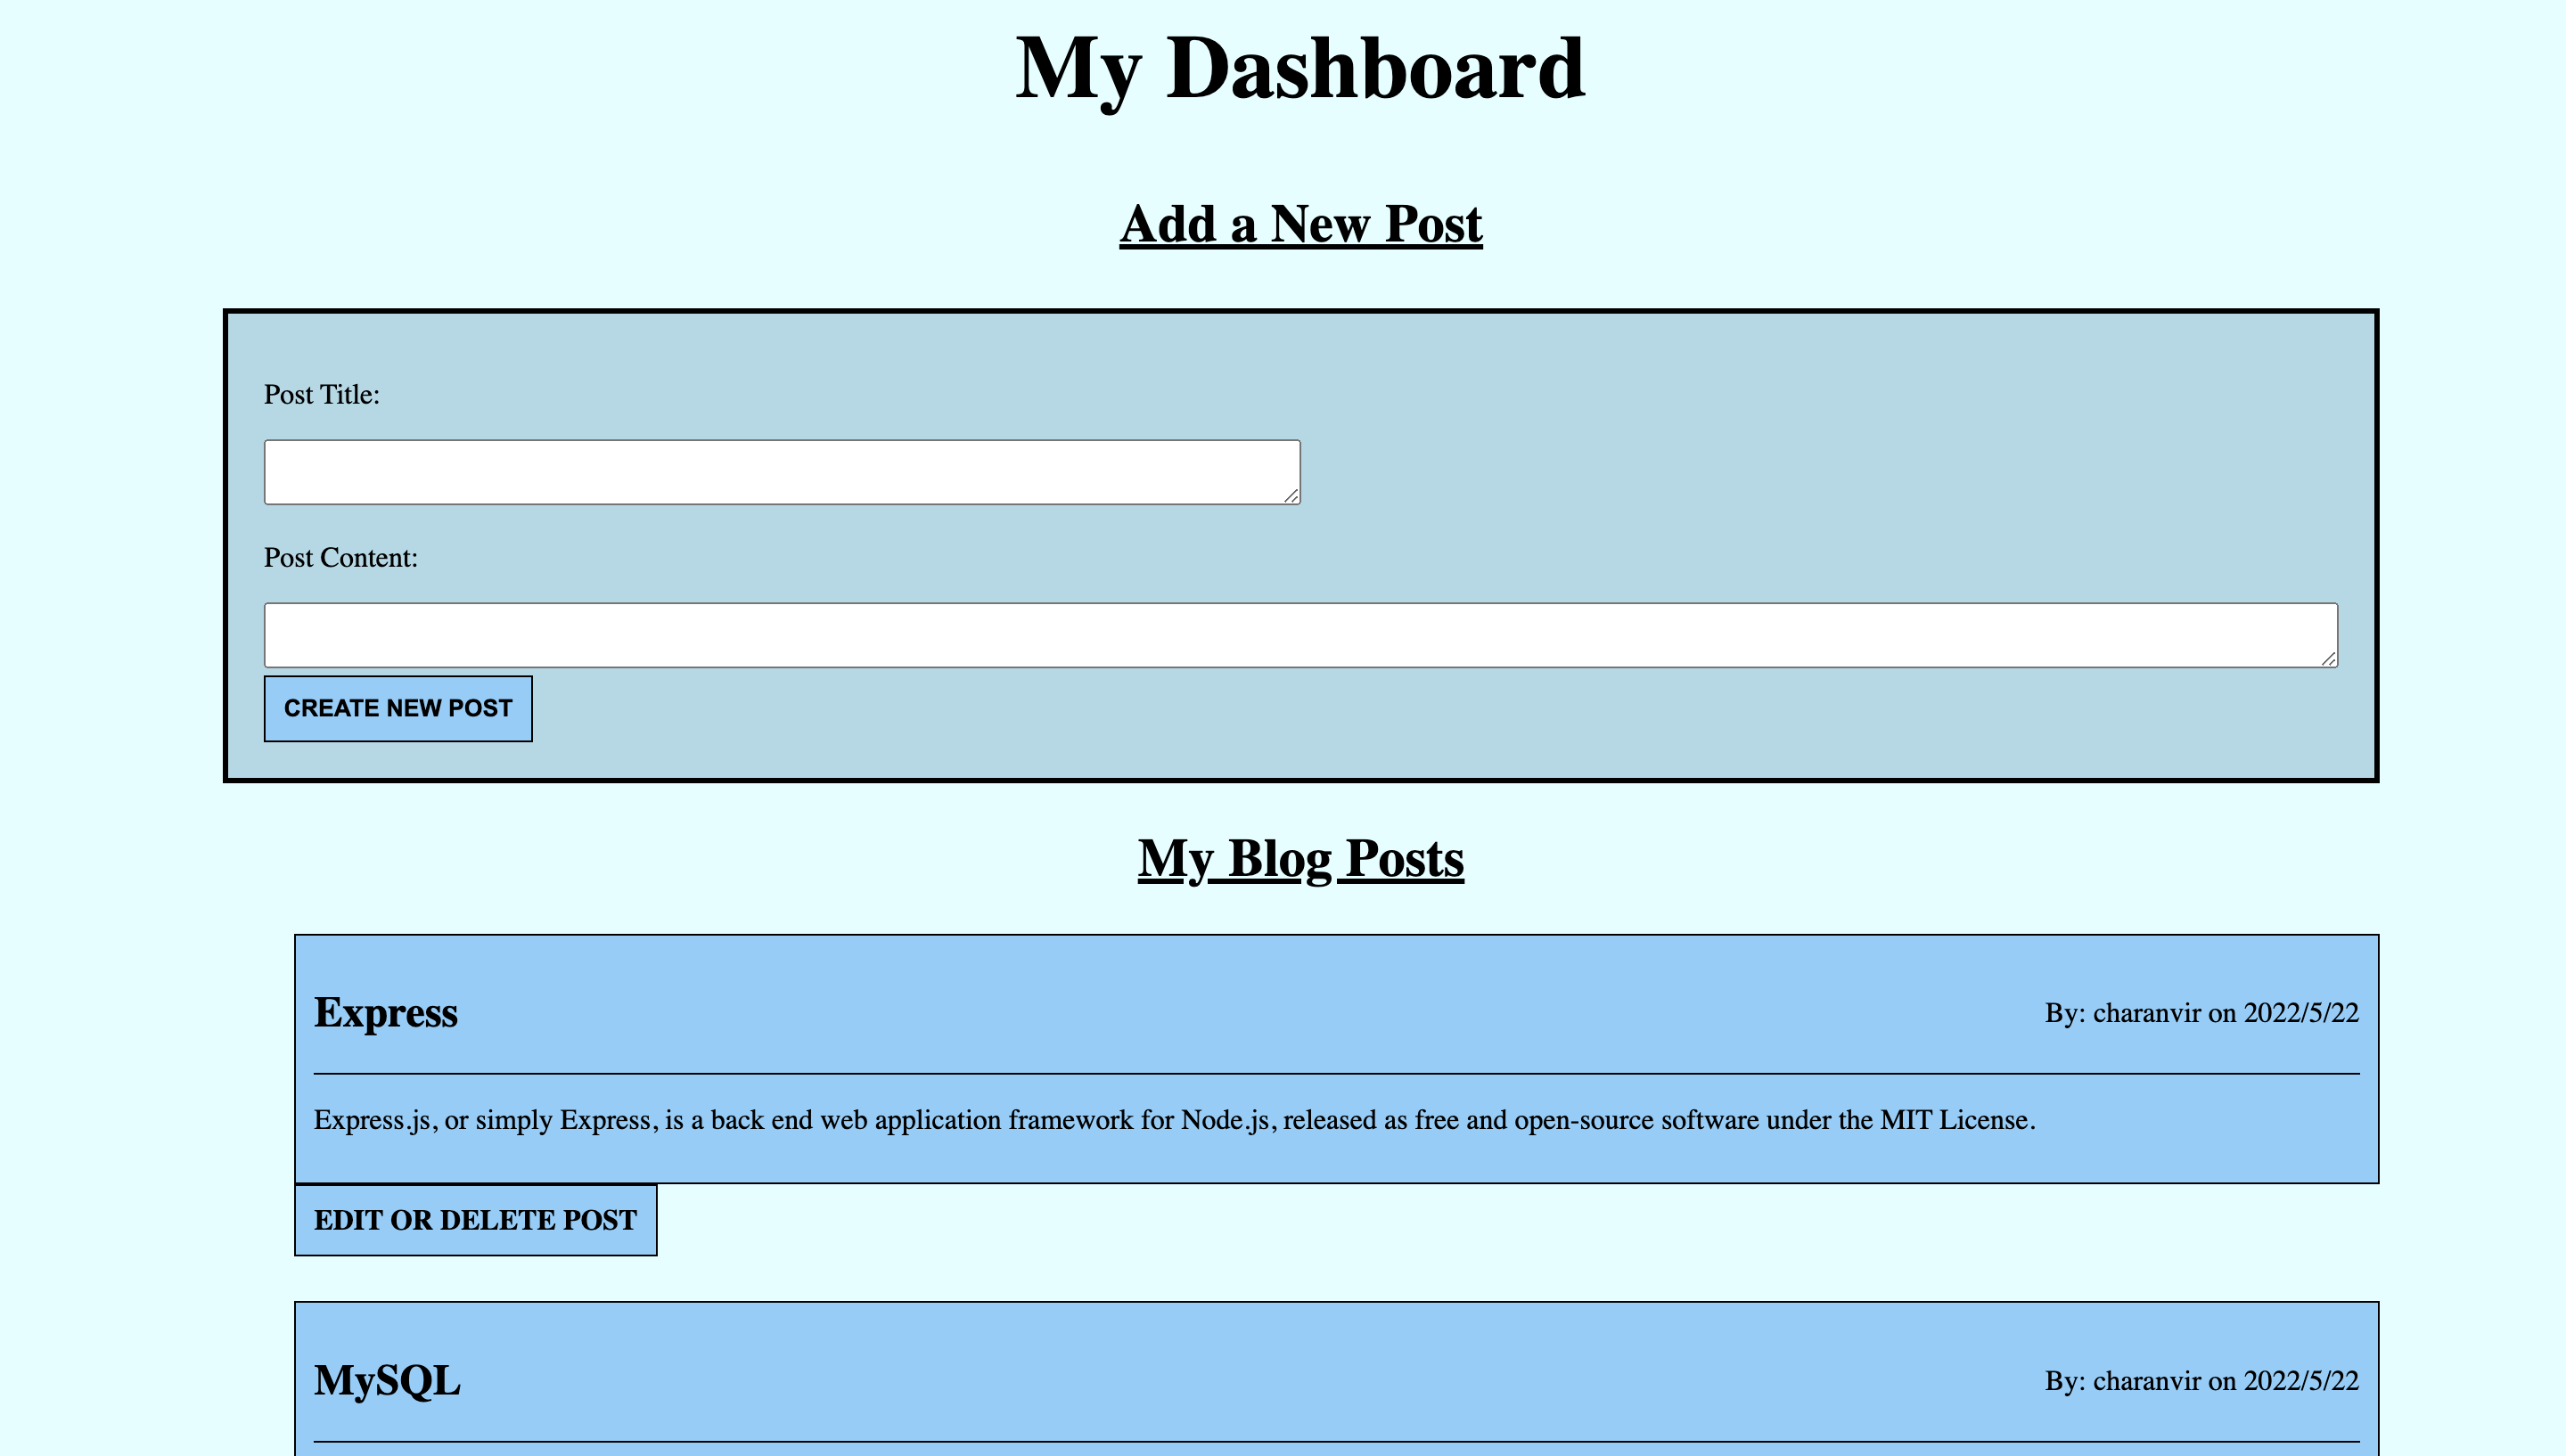 My Dashboard
Add a New Post
Post Title:
Post Content:
CREATE NEW POST
My Blog Posts
Express
By: charanvir on 2022/5/22
Express.js, or simply Express, is a back end web application framework for Node.js, released as free and open-source software under the MIT License.
EDIT OR DELETE POST
MySQL
By: charanvir on 2022/5/22